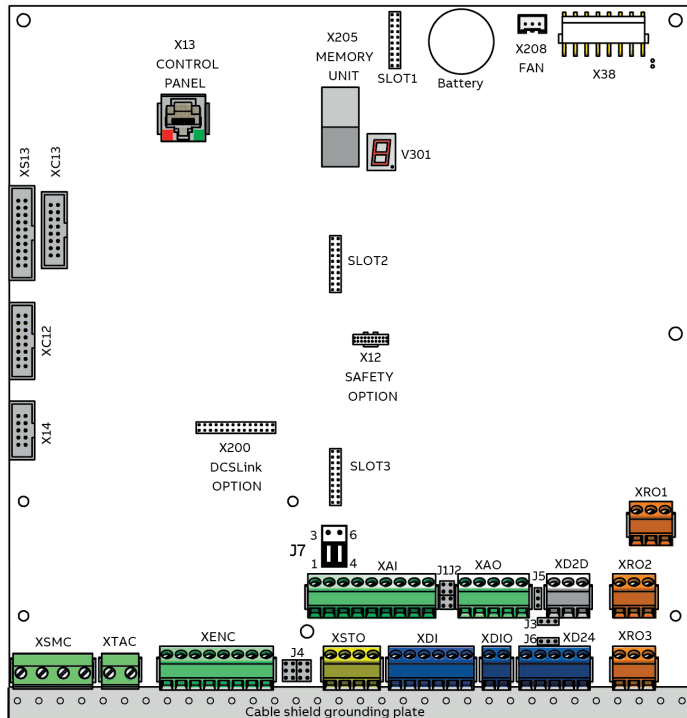 X13
CONTROL
PANEL
X205
MEMORY
UNIT
SLOT1
Battery
X208
FAN
X38
V301
XS13
XC13
SLOT2
XC12
X12
SAFETY
OPTION
X14
X200
DCSLink
OPTION
SLOT3
XRO1
3
6
J7
1
4
XAI
J1J2
XAO
J5
XD2D
XRO2
J3
XSMC
XTAC
XENC
J4
XSTO
XDI
XDIO
J6
XD24
XRO3
Cable shield grounding plate